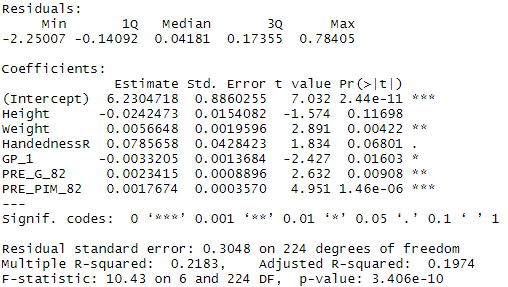 Residuals:
     Min       1Q   Median       3Q      Max
-2.25007 -0.14092  0.04181  0.17355  0.78405

Coefficients:
              Estimate Std. Error t value Pr(>|t|)
(Intercept)  6.2304718  0.8860255   7.032 2.44e-11 ***
Height      -0.0242473  0.0154082  -1.574  0.11698
Weight       0.0056648  0.0019596   2.891  0.00422 **
HandednessR  0.0785658  0.0428423   1.834  0.06801 .
GP_1        -0.0033205  0.0013684  -2.427  0.01603 *
PRE_G_82     0.0023415  0.0008896   2.632  0.00908 **
PRE_PIM_82   0.0017674  0.0003570   4.951 1.46e-06 ***
---
Signif. codes:  0 ‘***’ 0.001 ‘**’ 0.01 ‘*’ 0.05 ‘.’ 0.1 ‘ ’ 1

Residual standard error: 0.3048 on 224 degrees of freedom
Multiple R-squared:  0.2183,    Adjusted R-squared:  0.1974
F-statistic: 10.43 on 6 and 224 DF,  p-value: 3.406e-10